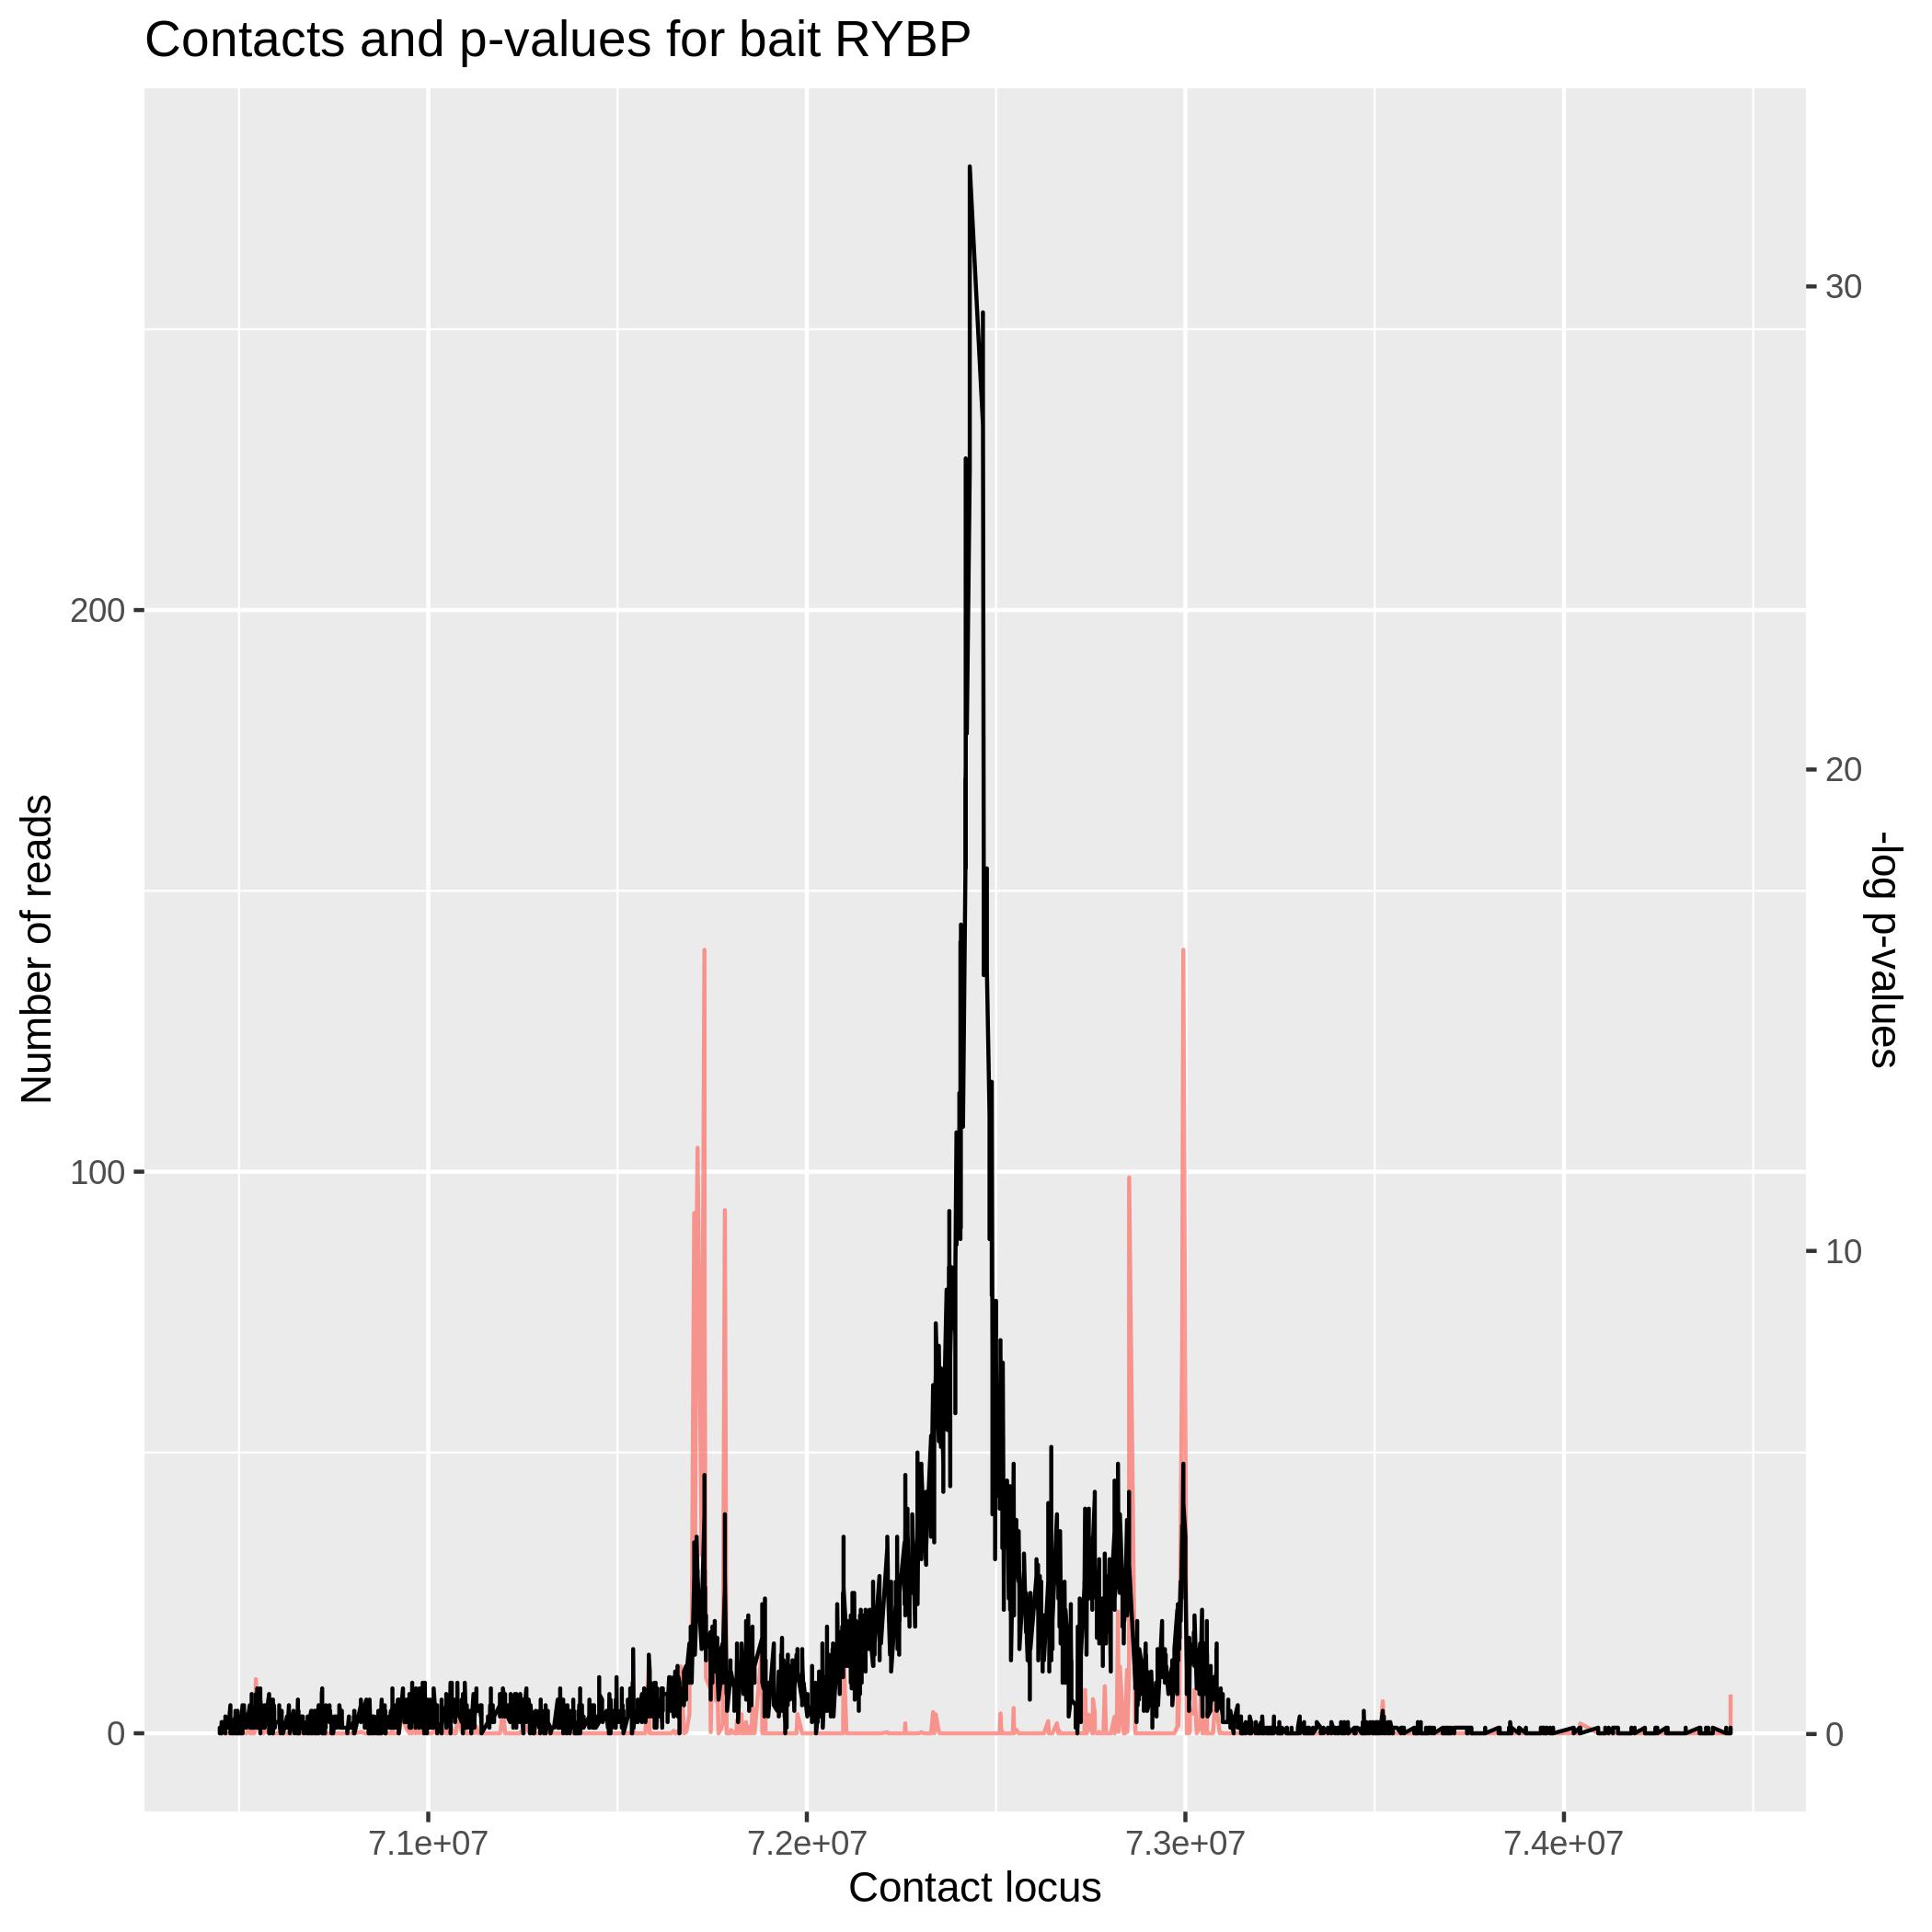 Contacts and p-values for bait RYBP
Number of reads
200
100
0
30
20
10
0
-log p-values
7.1e+07 7.2e+07 7.3e+07 7.4e+07
Contact locus